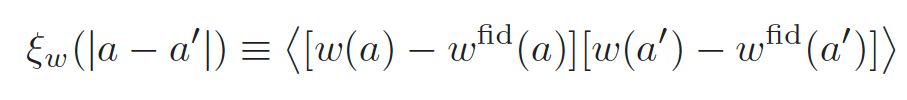 ξ_w(|a − a′|) ≡ ⟨[w(a) − w^fid(a)][w(a′) − w^fid(a′)]⟩